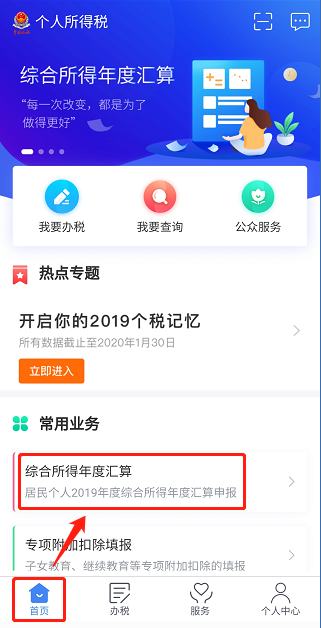 个人所得税
综合所得年度汇算
“每一次改变，都是为了
做得更好”
我要办税
我要查询
公众服务
热点专题
开启你的2019个税记忆
所有数据截止至2020年1月30日
立即进入
常用业务
综合所得年度汇算
居民个人2019年度综合所得年度汇算申报
专项附加扣除填报
子女教育、继续教育等专项附加扣除的填报
首页
办税
服务
个人中心